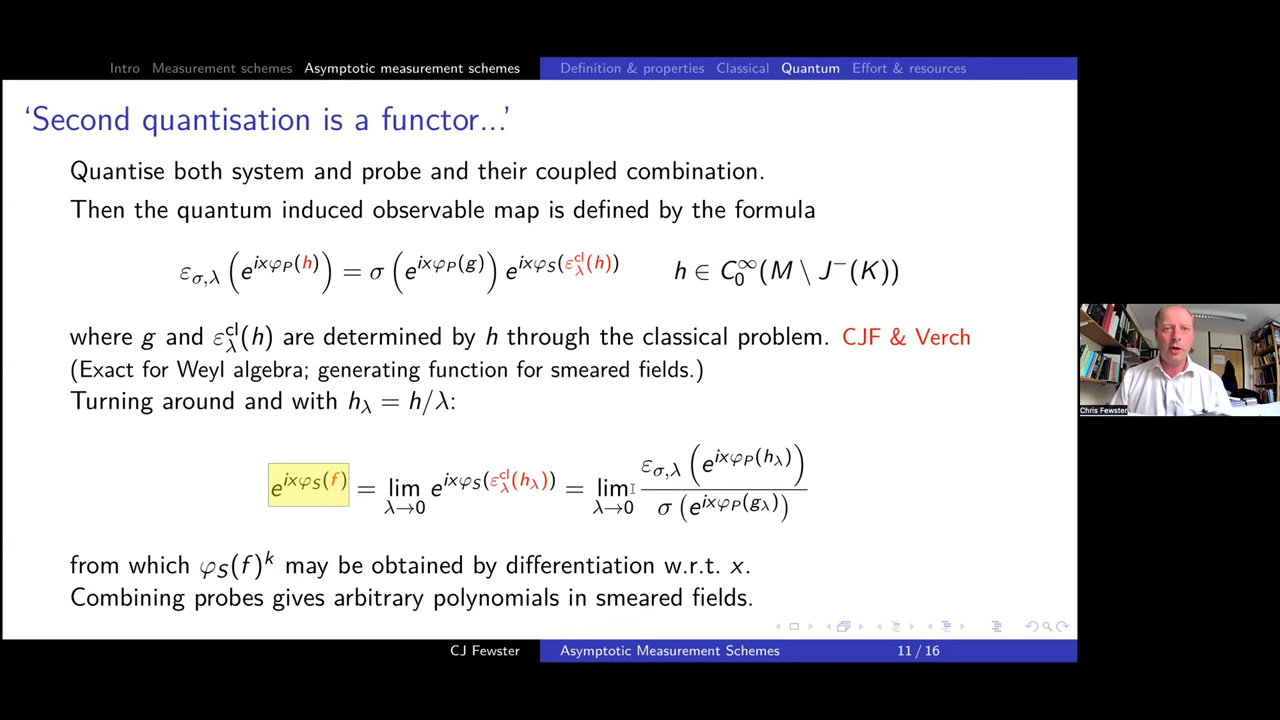 Intro Measurement schemes Asymptotic measurement schemes Definition & properties Classical Quantum Effort & resources
‘Second quantisation is a functor...’
Quantise both system and probe and their coupled combination.
Then the quantum induced observable map is defined by the formula
ε_{σ,λ} (e^{ixφ_P(h)}) = σ (e^{ixφ_P(g)}) e^{ixφ_S(ε_λ^{cl}(h))} h ∈ C_0^∞(M \ J^−(K))
where g and ε_λ^{cl}(h) are determined by h through the classical problem. CJF & Verch
(Exact for Weyl algebra; generating function for smeared fields.)
Turning around and with h_λ = h/λ:
e^{ixφ_S(f)} = lim_{λ→0} e^{ixφ_S(ε_λ^{cl}(h_λ))} = lim_{λ→0} ε_{σ,λ} (e^{ixφ_P(h_λ)}) / σ (e^{ixφ_P(g_λ)})
from which φ_S(f)^k may be obtained by differentiation w.r.t. x.
Combining probes gives arbitrary polynomials in smeared fields.
CJ Fewster Asymptotic Measurement Schemes 11 / 16
Chris Fewster